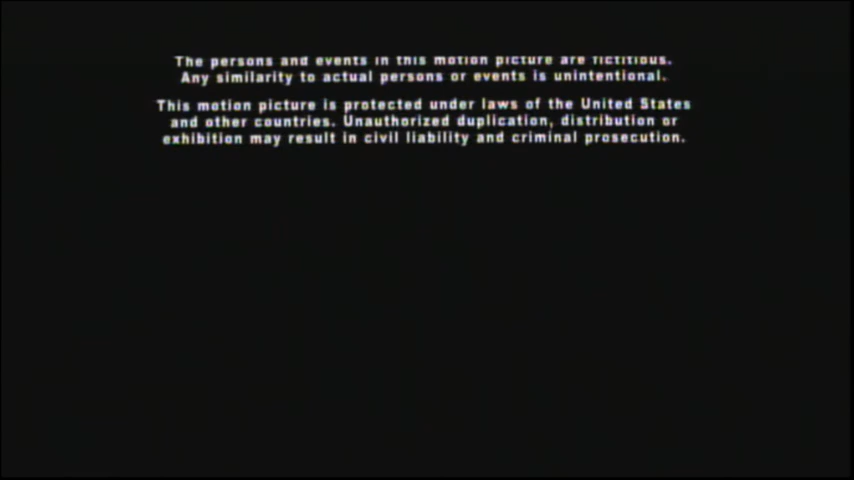 The persons and events in this motion picture are fictitious.
Any similarity to actual persons or events is unintentional.
This motion picture is protected under laws of the United States
and other countries. Unauthorized duplication, distribution or
exhibition may result in civil liability and criminal prosecution.